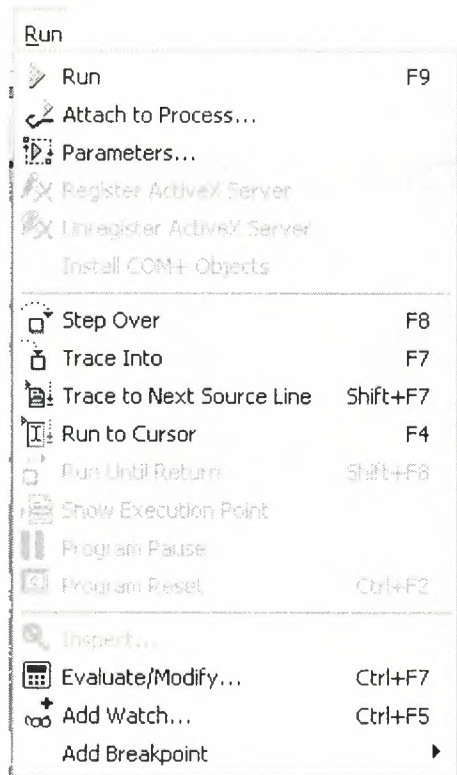 Run
Run F9
Attach to Process...
Parameters...
Register ActiveX Server
Unregister ActiveX Server
Install COM+ Objects
Step Over F8
Trace Into F7
Trace to Next Source Line Shift+F7
Run to Cursor F4
Run Until Return Shift+F8
Show Execution Point
Program Pause
Program Reset Ctrl+F2
Inspect...
Evaluate/Modify... Ctrl+F7
Add Watch... Ctrl+F5
Add Breakpoint